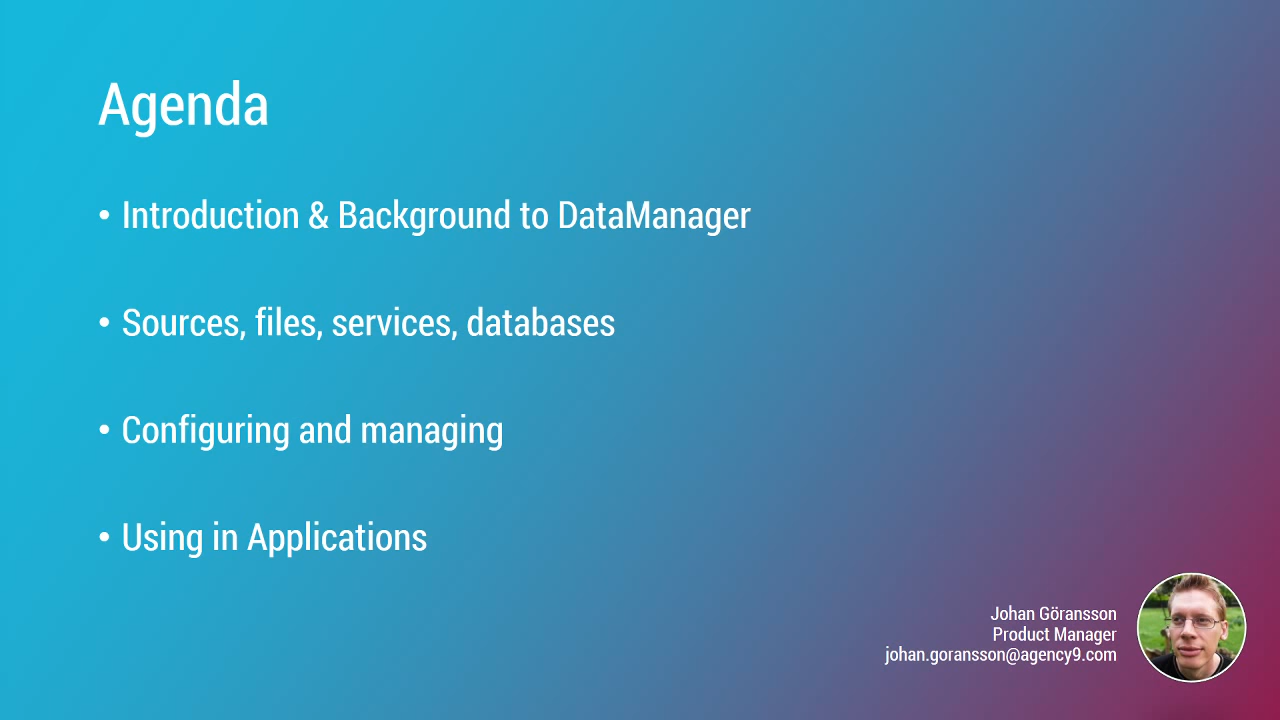 Agenda
• Introduction & Background to DataManager
• Sources, files, services, databases
• Configuring and managing
• Using in Applications
Johan Göransson
Product Manager
johan.goransson@agency9.com